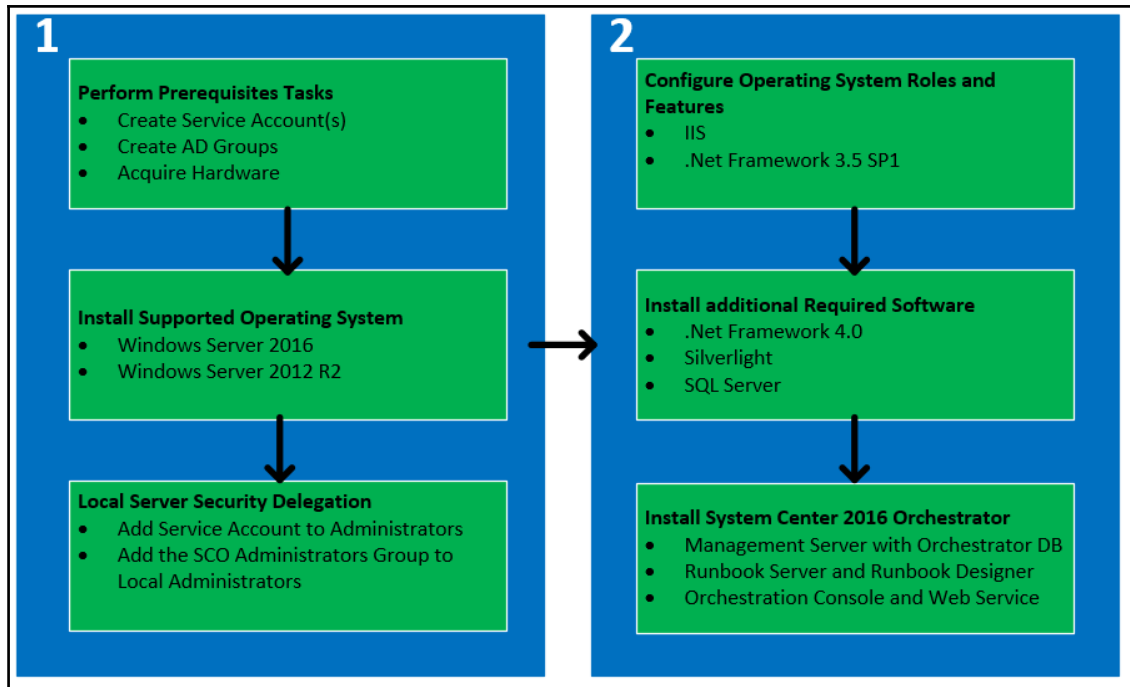 1
Perform Prerequisites Tasks
• Create Service Account(s)
• Create AD Groups
• Acquire Hardware
Install Supported Operating System
• Windows Server 2016
• Windows Server 2012 R2
Local Server Security Delegation
• Add Service Account to Administrators
• Add the SCO Administrators Group to
Local Administrators
2
Configure Operating System Roles and
Features
• IIS
• .Net Framework 3.5 SP1
Install additional Required Software
• .Net Framework 4.0
• Silverlight
• SQL Server
Install System Center 2016 Orchestrator
• Management Server with Orchestrator DB
• Runbook Server and Runbook Designer
• Orchestration Console and Web Service